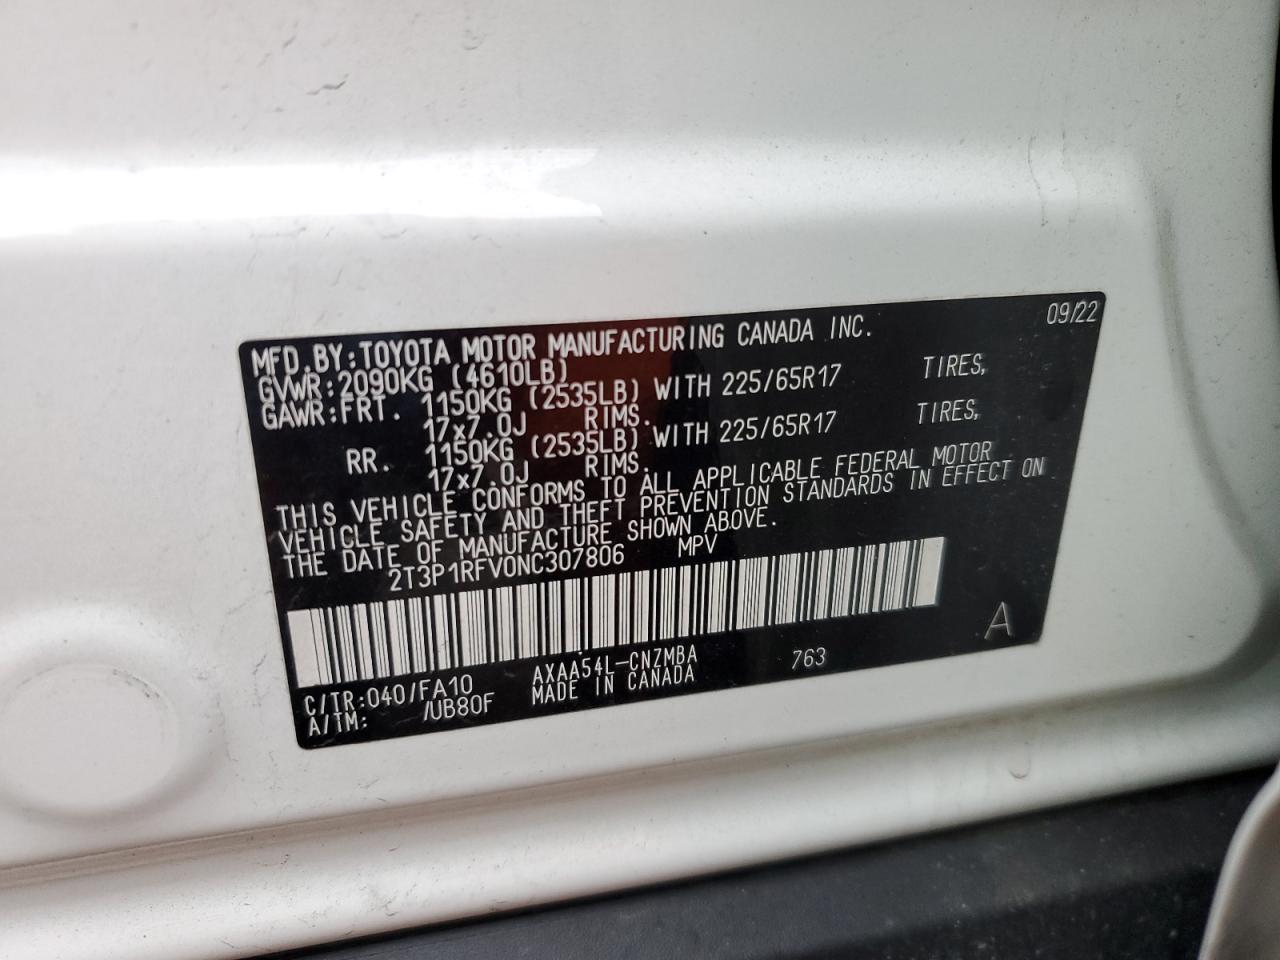 09/22
MFD.BY:TOYOTA MOTOR MANUFACTURING CANADA INC.
GVWR:2090KG (4610LB)
GAWR:FRT. 1150KG (2535LB) WITH 225/65R17 TIRES,
17x7.0J RIMS.
RR. 1150KG (2535LB) WITH 225/65R17 TIRES,
17x7.0J RIMS.
THIS VEHICLE CONFORMS TO ALL APPLICABLE FEDERAL MOTOR
VEHICLE SAFETY AND THEFT PREVENTION STANDARDS IN EFFECT ON
THE DATE OF MANUFACTURE SHOWN ABOVE.
2T3P1RFV0NC307806 MPV
A
C/TR:040/FA10 AXAA54L-CNZMBA 763
A/TM: /UB80F MADE IN CANADA